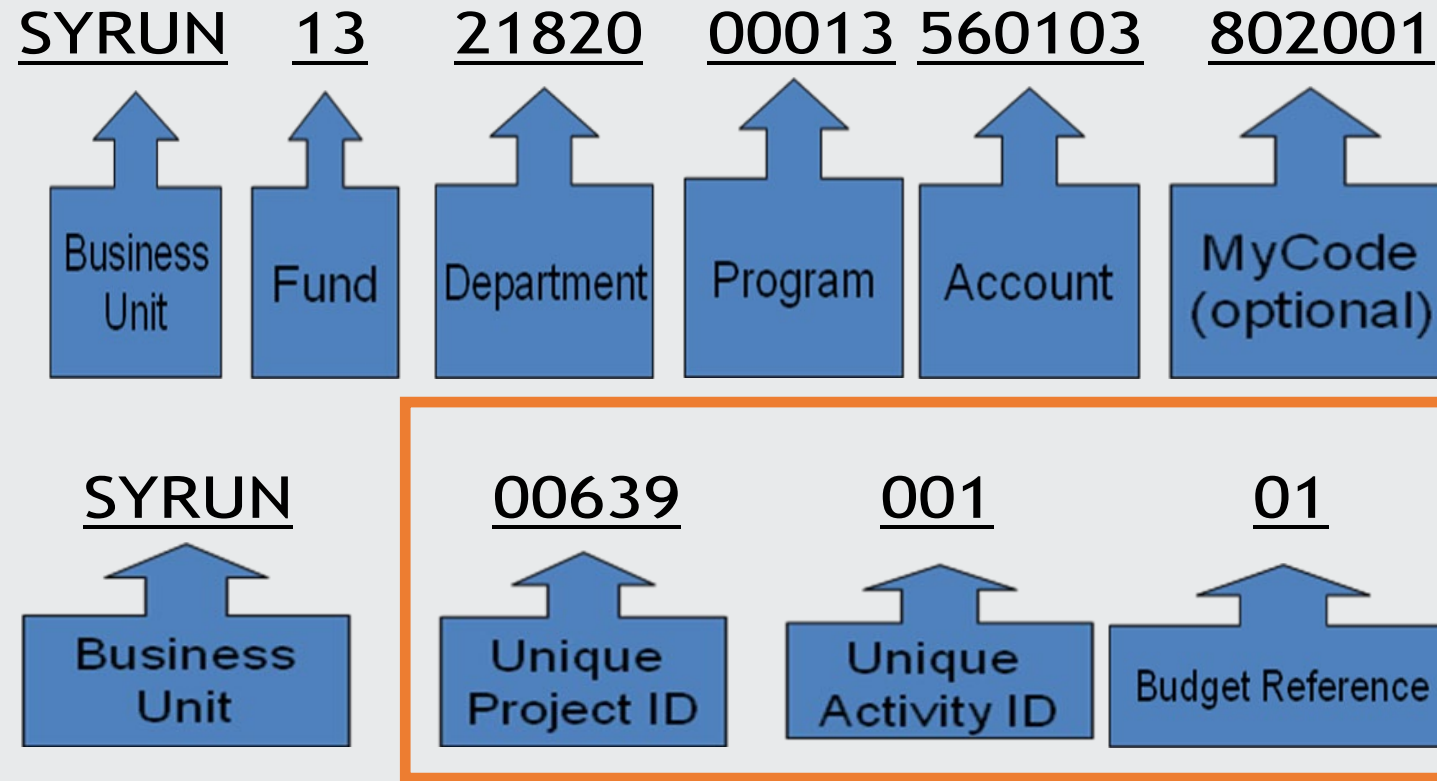 SYRUN 13 21820 00013 560103 802001
Business
Unit
Fund
Department
Program
Account
MyCode
(optional)
SYRUN 00639 001 01
Business
Unit
Unique
Project ID
Unique
Activity ID
Budget Reference